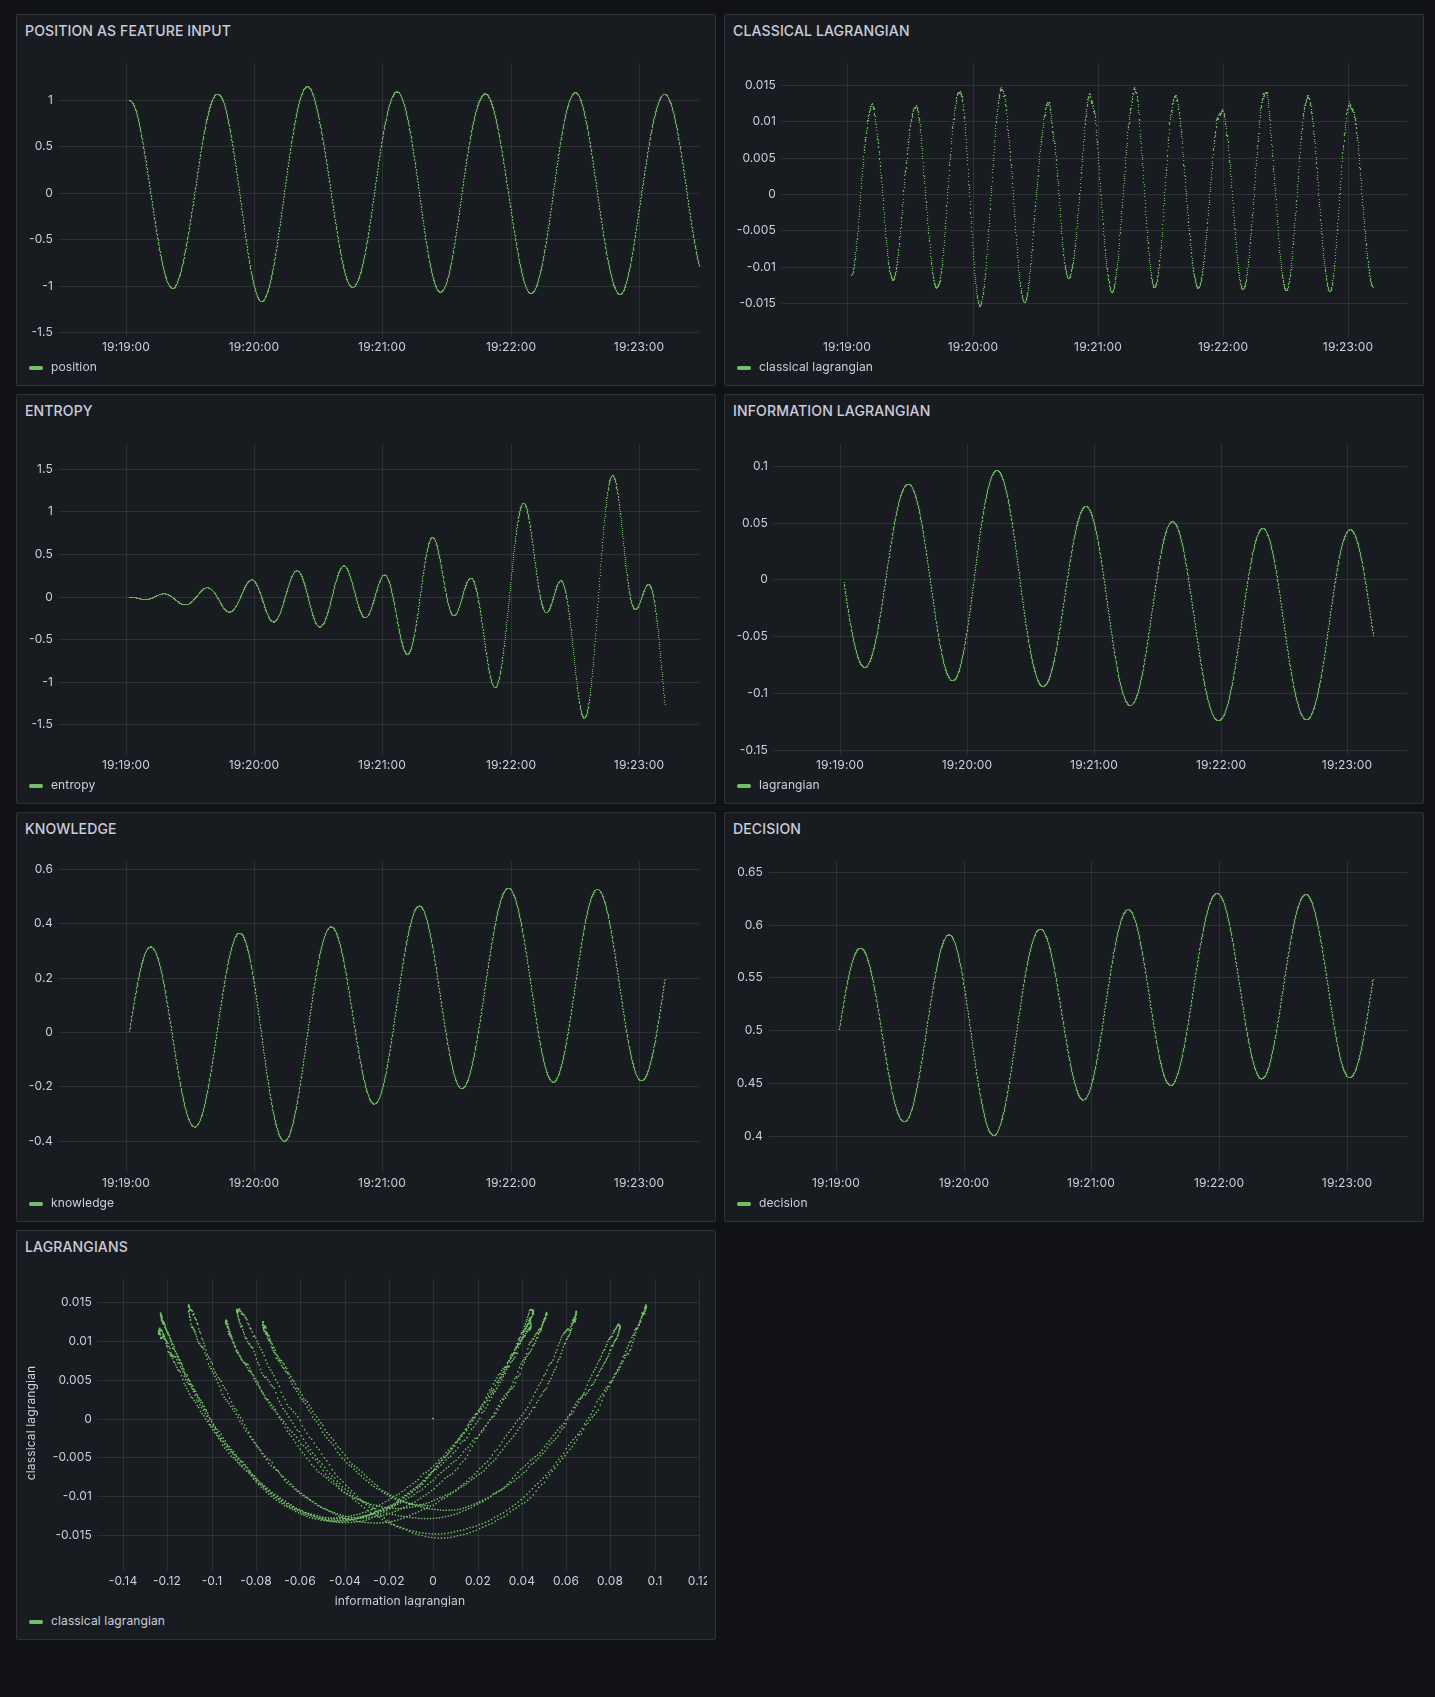 POSITION AS FEATURE INPUT
1
0.5
0
-0.5
-1
-1.5
19:19:00 19:20:00 19:21:00 19:22:00 19:23:00
position
CLASSICAL LAGRANGIAN
0.015
0.01
0.005
0
-0.005
-0.01
-0.015
19:19:00 19:20:00 19:21:00 19:22:00 19:23:00
classical lagrangian
ENTROPY
1.5
1
0.5
0
-0.5
-1
-1.5
19:19:00 19:20:00 19:21:00 19:22:00 19:23:00
entropy
INFORMATION LAGRANGIAN
0.1
0.05
0
-0.05
-0.1
-0.15
19:19:00 19:20:00 19:21:00 19:22:00 19:23:00
lagrangian
KNOWLEDGE
0.6
0.4
0.2
0
-0.2
-0.4
19:19:00 19:20:00 19:21:00 19:22:00 19:23:00
knowledge
DECISION
0.65
0.6
0.55
0.5
0.45
0.4
19:19:00 19:20:00 19:21:00 19:22:00 19:23:00
decision
LAGRANGIANS
classical lagrangian
0.015
0.01
0.005
0
-0.005
-0.01
-0.015
-0.14 -0.12 -0.1 -0.08 -0.06 -0.04 -0.02 0 0.02 0.04 0.06 0.08 0.1 0.12
information lagrangian
classical lagrangian